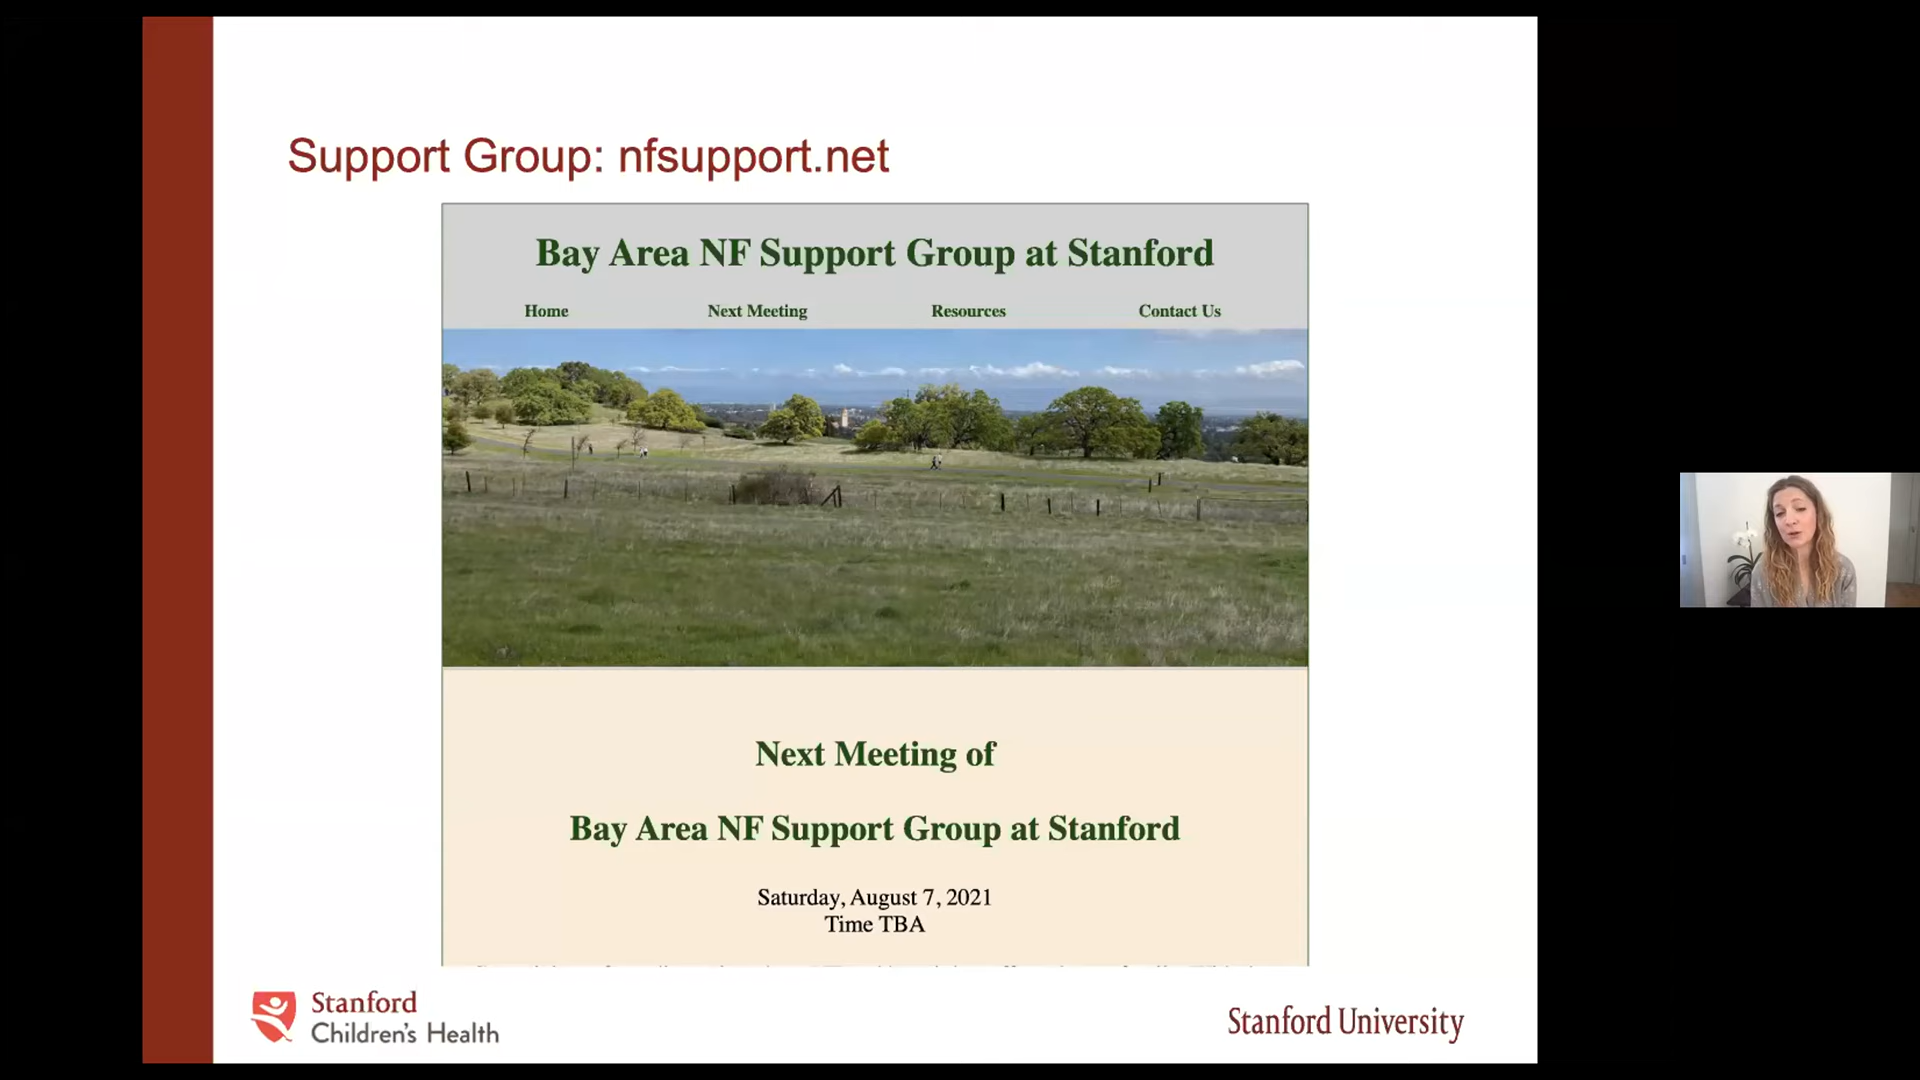 Support Group: nfsupport.net
Bay Area NF Support Group at Stanford
Home Next Meeting Resources Contact Us
Next Meeting of
Bay Area NF Support Group at Stanford
Saturday, August 7, 2021
Time TBA
Stanford
Children's Health
Stanford University